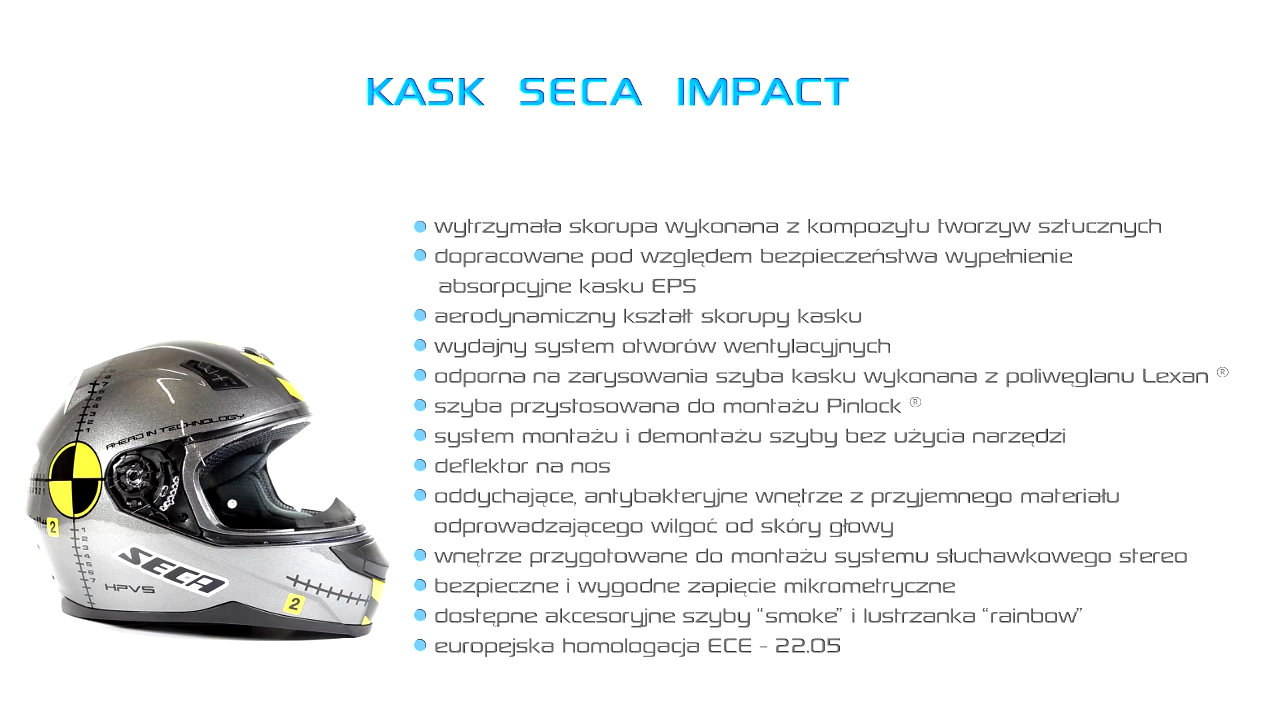 KASK SECA IMPACT
wytrzymała skorupa wykonana z kompozytu tworzyw sztucznych
dopracowane pod względem bezpieczeństwa wypełnienie
absorpcyjne kasku EPS
aerodynamiczny kształt skorupy kasku
wydajny system otworów wentylacyjnych
odporna na zarysowania szyba kasku wykonana z poliwęglanu Lexan ®
szyba przystosowana do montażu Pinlock ®
system montażu i demontażu szyby bez użycia narzędzi
deflektor na nos
oddychające, antybakteryjne wnętrze z przyjemnego materiału
odprowadzającego wilgoć od skóry głowy
wnętrze przygotowane do montażu systemu słuchawkowego stereo
bezpieczne i wygodne zapięcie mikrometryczne
dostępne akcesoryjne szyby “smoke” i lustrzanka “rainbow”
europejska homologacja ECE - 22.05
AHEAD IN TECHNOLOGY
2
SECA
HPVS
2